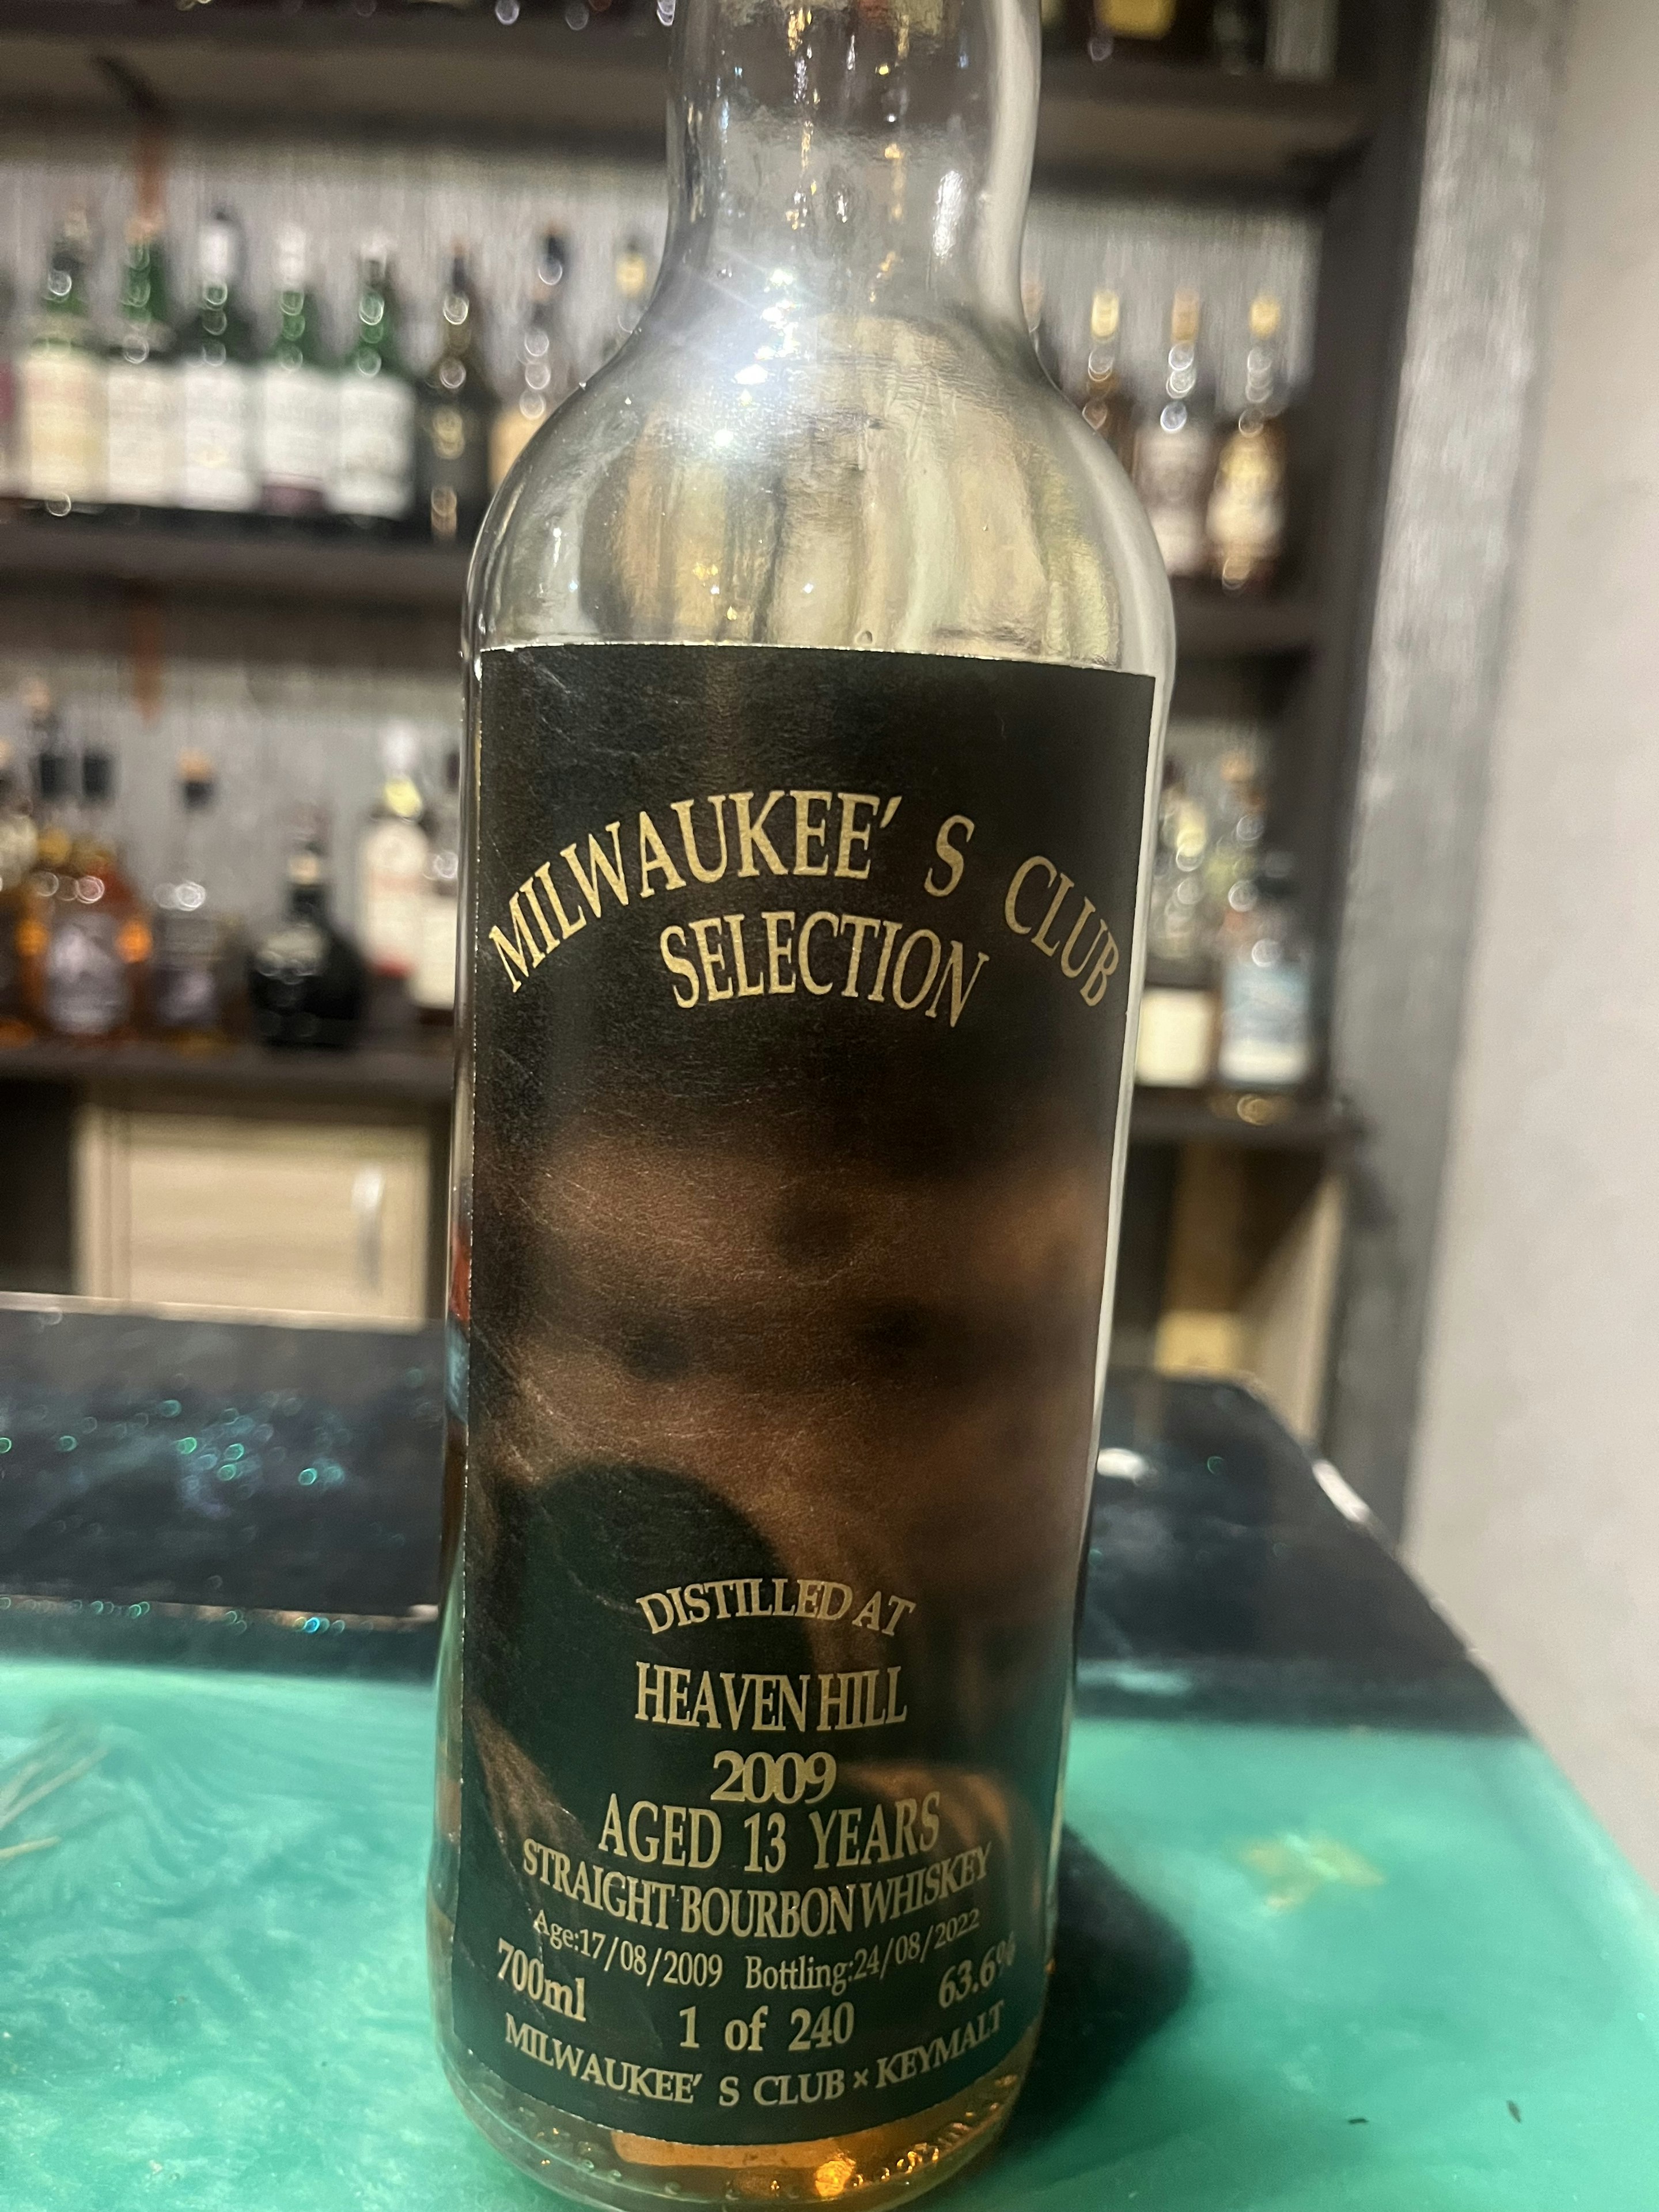 MILWAUKEE'S CLUB
SELECTION
DISTILLED AT
HEAVEN HILL
2009
AGED 13 YEARS
STRAIGHT BOURBON WHISKEY
Age:17/08/2009 Bottling:24/08/2022
700ml 1 of 240 63.6%
MILWAUKEE'S CLUB × KEYMALT